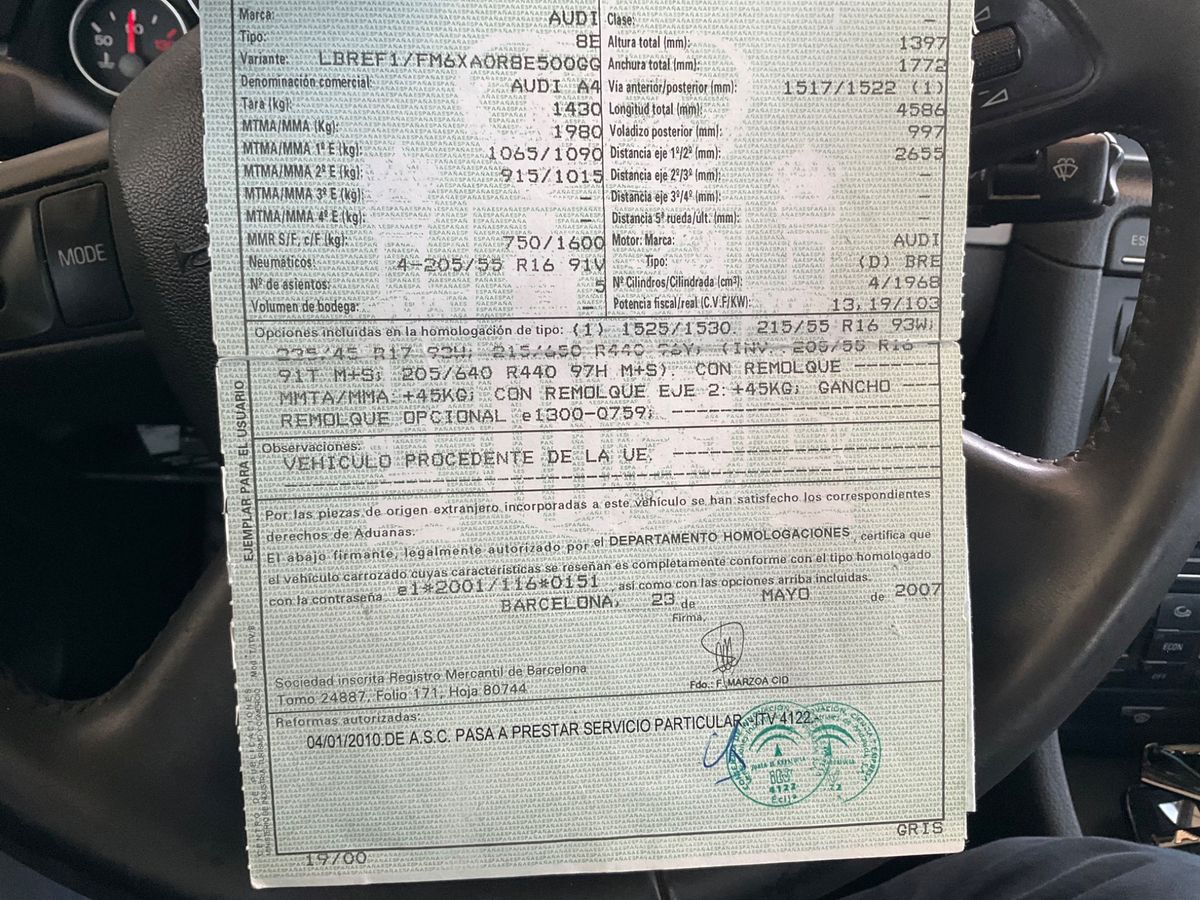 Marca: AUDI
Tipo: 8E
Variante: LBREF1/FM6XA0R8E500GG
Denominación comercial: AUDI A4
Tara (kg): 1430
MTMA/MMA (Kg): 1980
MTMA/MMA 1º E (kg): 1065/1090
MTMA/MMA 2º E (kg): 915/1015
MTMA/MMA 3º E (kg): –
MTMA/MMA 4º E (kg): –
MMR S/F, c/F (kg): 750/1600
Neumáticos: 4-205/55 R16 91V
Nº de asientos: 5
Volumen de bodega: –
Clase: –
Altura total (mm): 1397
Anchura total (mm): 1772
Vía anterior/posterior (mm): 1517/1522 (1)
Longitud total (mm): 4586
Voladizo posterior (mm): 997
Distancia eje 1º/2º (mm): 2655
Distancia eje 2º/3º (mm): –
Distancia eje 3º/4º (mm): –
Distancia 5ª rueda/últ. (mm): –
Motor: Marca: AUDI
Tipo: (D) BRE
Nº Cilindros/Cilindrada (cm³): 4/1968
Potencia fiscal/real (C.V.F/KW): 13,19/103
Opciones incluidas en la homologación de tipo: (1) 1525/1530. 215/55 R16 93W;
235/45 R17 93W; 215/650 R440 96Y; (INV. 205/55 R16
91T M+S; 205/640 R440 97H M+S); CON REMOLQUE ----
MMTA/MMA: +45KG; CON REMOLQUE EJE 2: +45KG; GANCHO ---
REMOLQUE OPCIONAL e1300-0759; --------------------
Observaciones:
VEHICULO PROCEDENTE DE LA UE. --------------------
EJEMPLAR PARA EL USUARIO
Por las piezas de origen extranjero incorporadas a este vehículo se han satisfecho los correspondientes
derechos de Aduanas.
El abajo firmante, legalmente autorizado por el DEPARTAMENTO HOMOLOGACIONES, certifica que
el vehículo carrozado cuyas características se reseñan es completamente conforme con el tipo homologado
con la contraseña e1*2001/116*0151 así como con las opciones arriba incluidas.
BARCELONA, 23 de MAYO de 2007
Firma,
Fdo.: F. MARZOA CID
Sociedad inscrita Registro Mercantil de Barcelona
Tomo 24887, Folio 171, Hoja 80744
Reformas autorizadas:
04/01/2010.DE A.S.C. PASA A PRESTAR SERVICIO PARTICULAR. ITV 4122.-
4122
Écija
GRIS
19/00
MODE
50
ECON
OFF